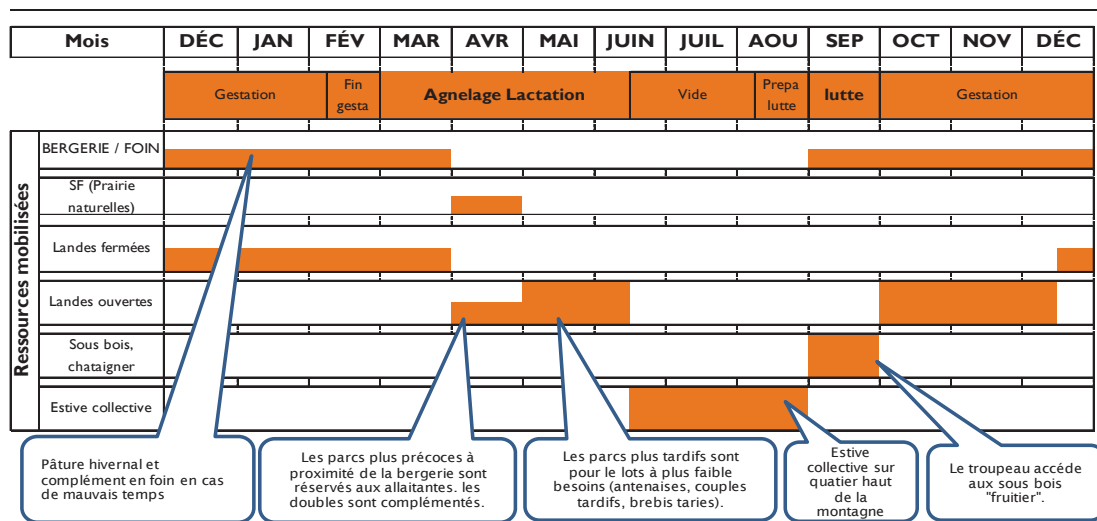 Mois DÉC JAN FÉV MAR AVR MAI JUIN JUIL AOU SEP OCT NOV DÉC
Gestation
Fin
gesta
Agnelage Lactation
Vide
Prepa
lutte
lutte
Gestation
Ressources mobilisées
BERGERIE / FOIN
SF (Prairie
naturelles)
Landes fermées
Landes ouvertes
Sous bois,
chataigner
Estive collective
Pâture hivernal et
complément en foin en cas
de mauvais temps
Les parcs plus précoces à
proximité de la bergerie sont
réservés aux allaitantes. les
doubles sont complémentés.
Les parcs plus tardifs sont
pour le lots à plus faible
besoins (antenaises, couples
tardifs, brebis taries).
Estive
collective sur
quatier haut
de la
montagne
Le troupeau accéde
aux sous bois
"fruitier".